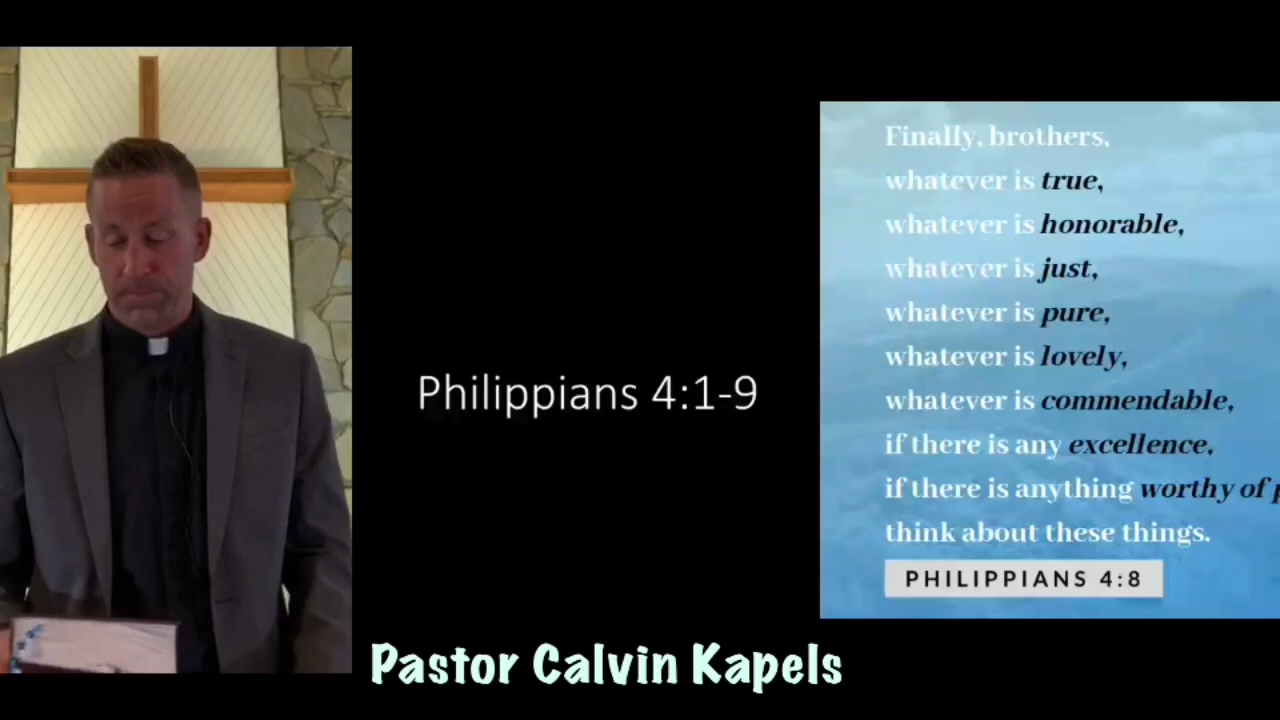 Philippians 4:1-9
Finally, brothers,
whatever is true,
whatever is honorable,
whatever is just,
whatever is pure,
whatever is lovely,
whatever is commendable,
if there is any excellence,
if there is anything worthy of
think about these things.
PHILIPPIANS 4:8
Pastor Calvin Kapels